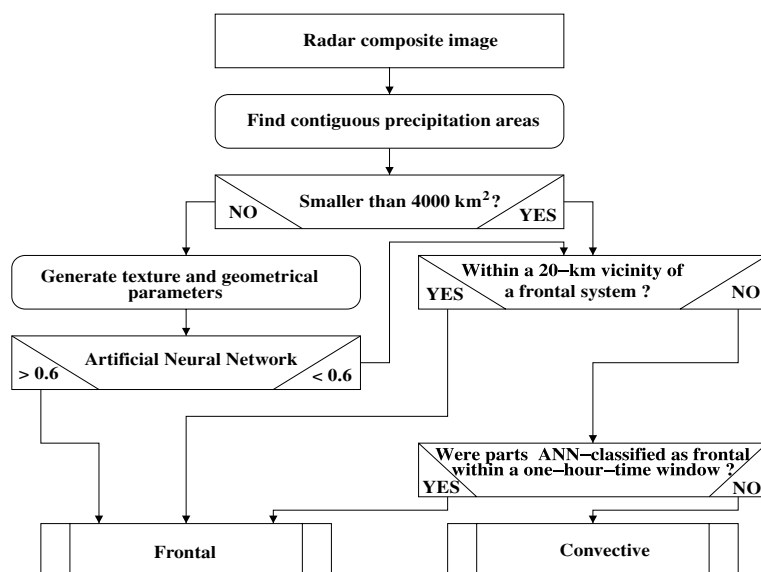 Radar composite image
Find contiguous precipitation areas
Smaller than 4000 km²?
NO
YES
Generate texture and geometrical
parameters
Within a 20−km vicinity of
a frontal system ?
YES
NO
Artificial Neural Network
> 0.6
< 0.6
Were parts ANN−classified as frontal
within a one−hour−time window ?
YES
NO
Frontal
Convective